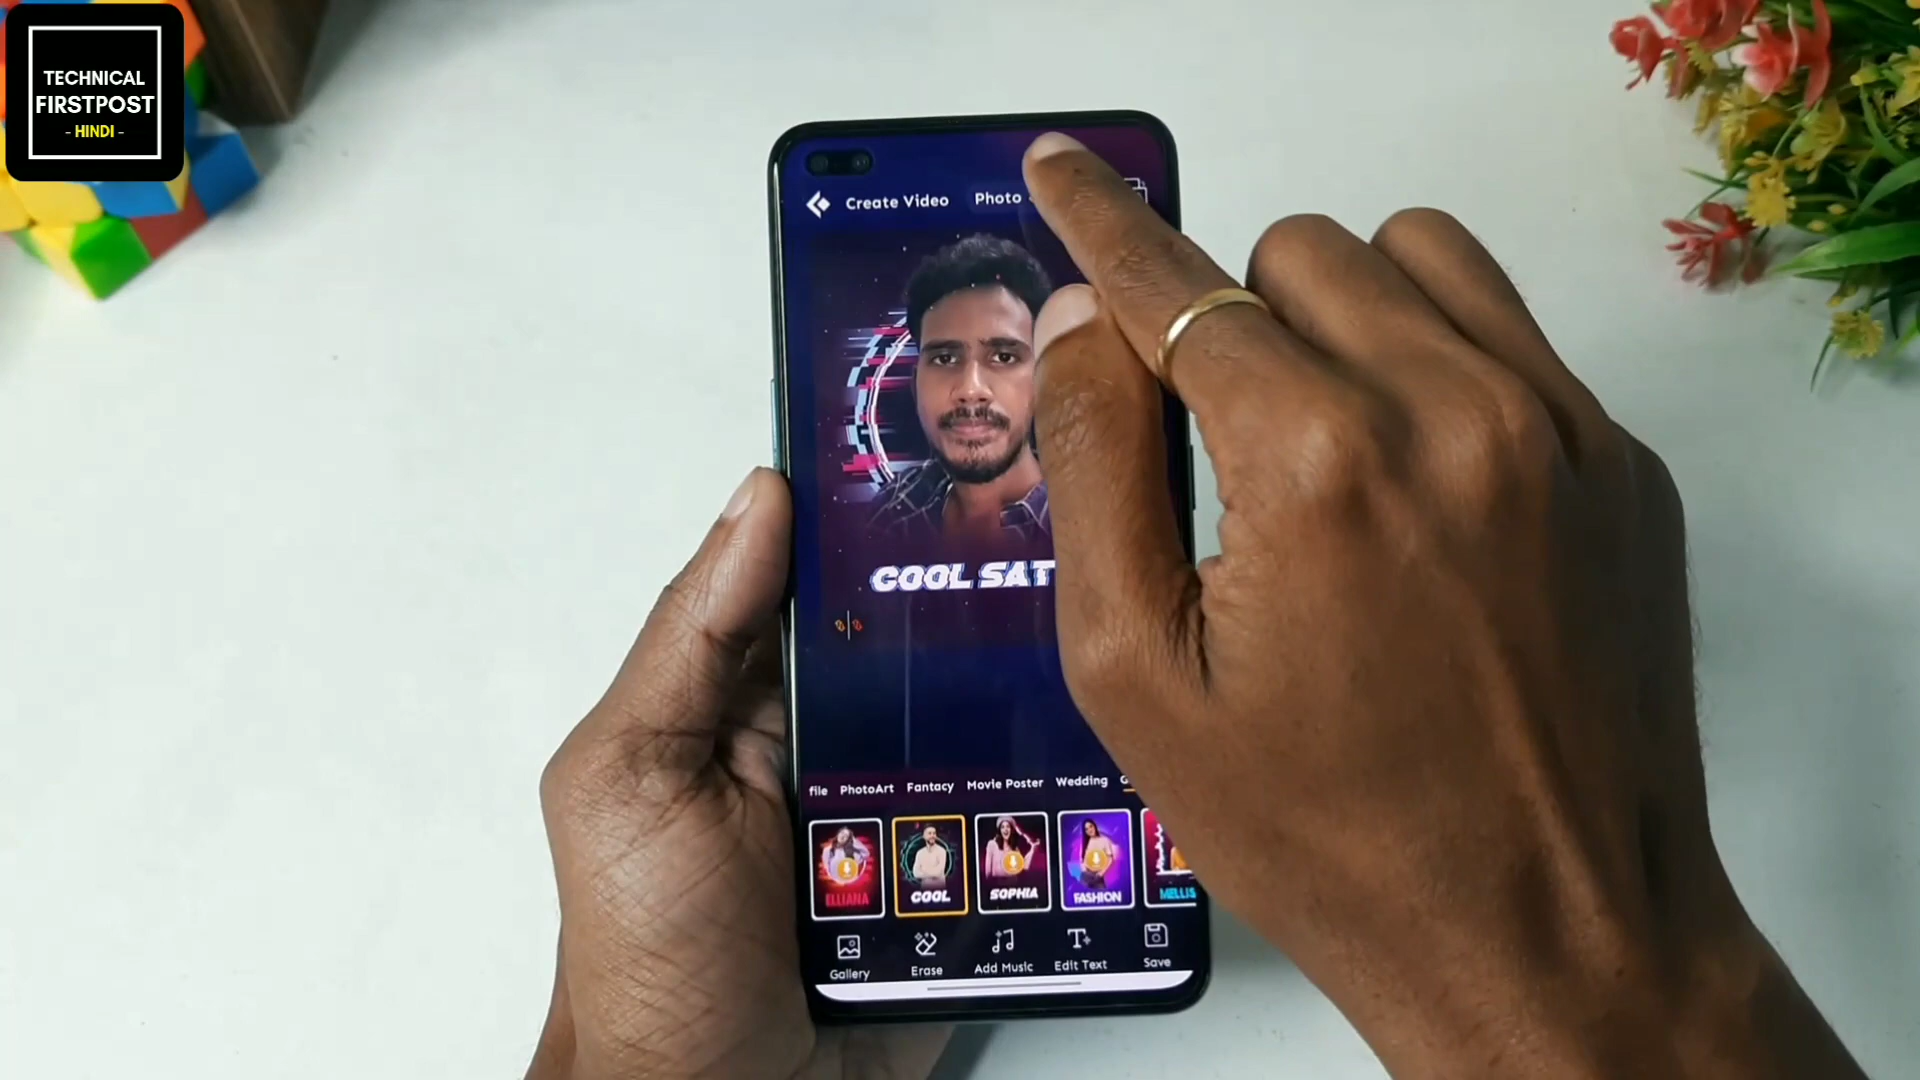 TECHNICAL
FIRSTPOST
- HINDI -
Create Video
Photo
COOL SAT
file PhotoArt Fantacy Movie Poster Wedding
ELLIANA
COOL
SOPHIA
FASHION
MELLIS
Gallery
Erase
Add Music
Edit Text
Save